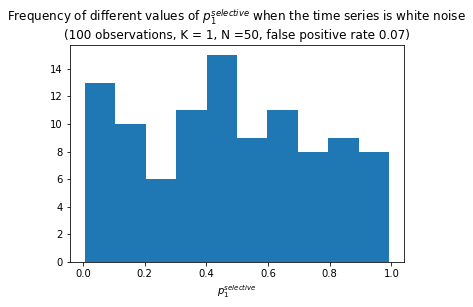 Frequency of different values of $p_1^{selective}$ when the time series is white noise
(100 observations, K = 1, N =50, false positive rate 0.07)
14
12
10
8
6
4
2
0
0.0 0.2 0.4 0.6 0.8 1.0
$p_1^{selective}$